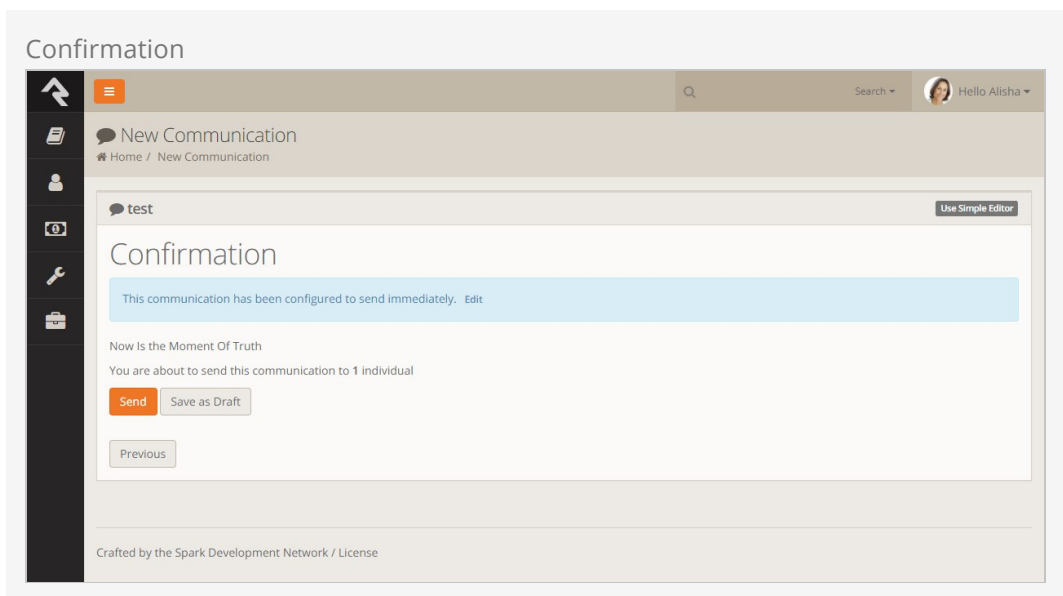 Confirmation
Search
Hello Alisha
New Communication
Home / New Communication
test
Use Simple Editor
Confirmation
This communication has been configured to send immediately. Edit
Now Is the Moment Of Truth
You are about to send this communication to 1 individual
Send Save as Draft
Previous
Crafted by the Spark Development Network / License